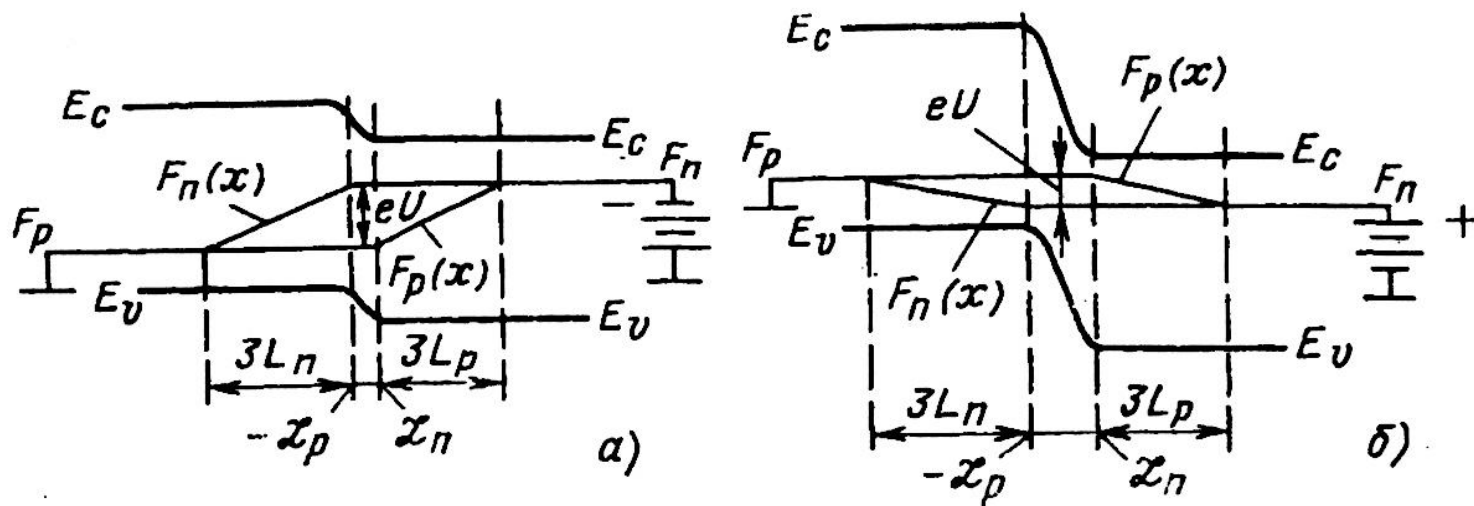 E_c E_c
F_n(x)
F_n
−
eU
F_p
F_p(x)
E_v E_v
3L_n 3L_p
-𝓍_p 𝓍_n
а)
E_c
F_p(x)
eU
E_c
F_p
F_n
+
E_v
F_n(x)
E_v
3L_n 3L_p
-𝓍_p 𝓍_n
б)